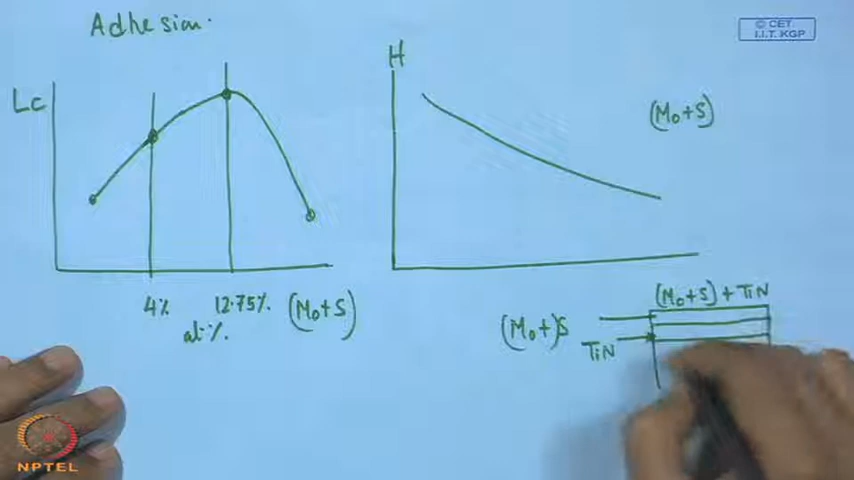 Adhesion.
© CET
I.I.T. KGP
Lc
H
(Mo+S)
4%
12.75%
(Mo+S)
at.%.
(Mo+S)+TiN
(Mo+)S
TiN
NPTEL